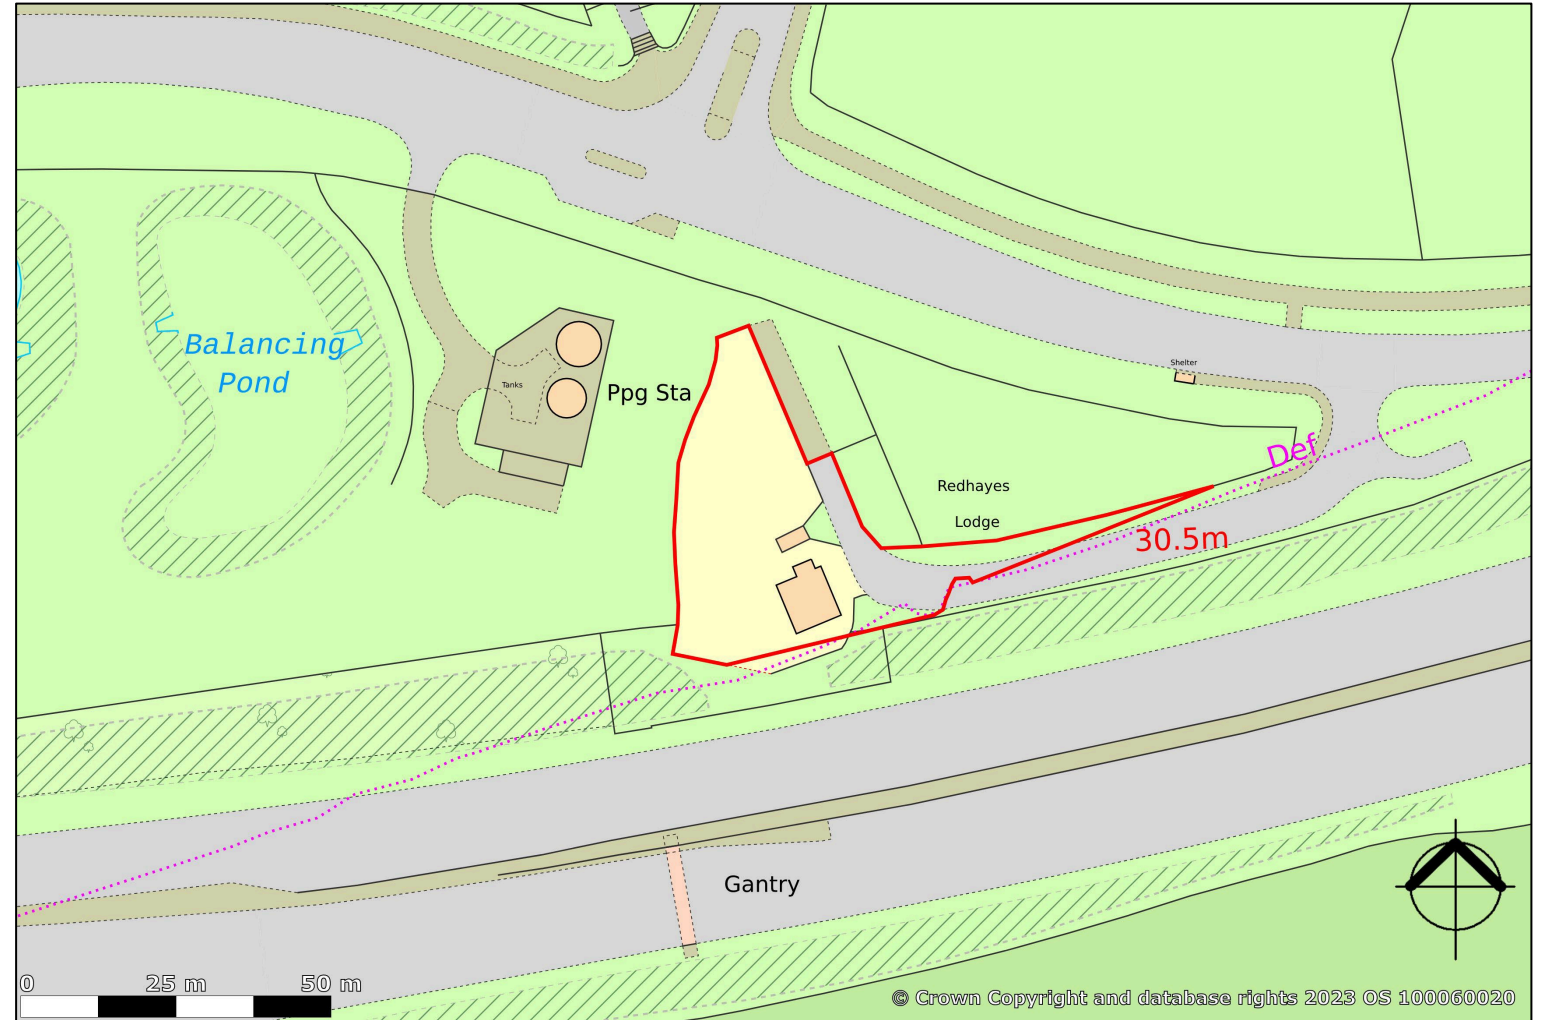 Shelter
Balancing
Pond
Tanks
Ppg Sta
Def
Redhayes
Lodge
30.5m
Gantry
0 25 m 50 m
© Crown Copyright and database rights 2023 OS 100060020